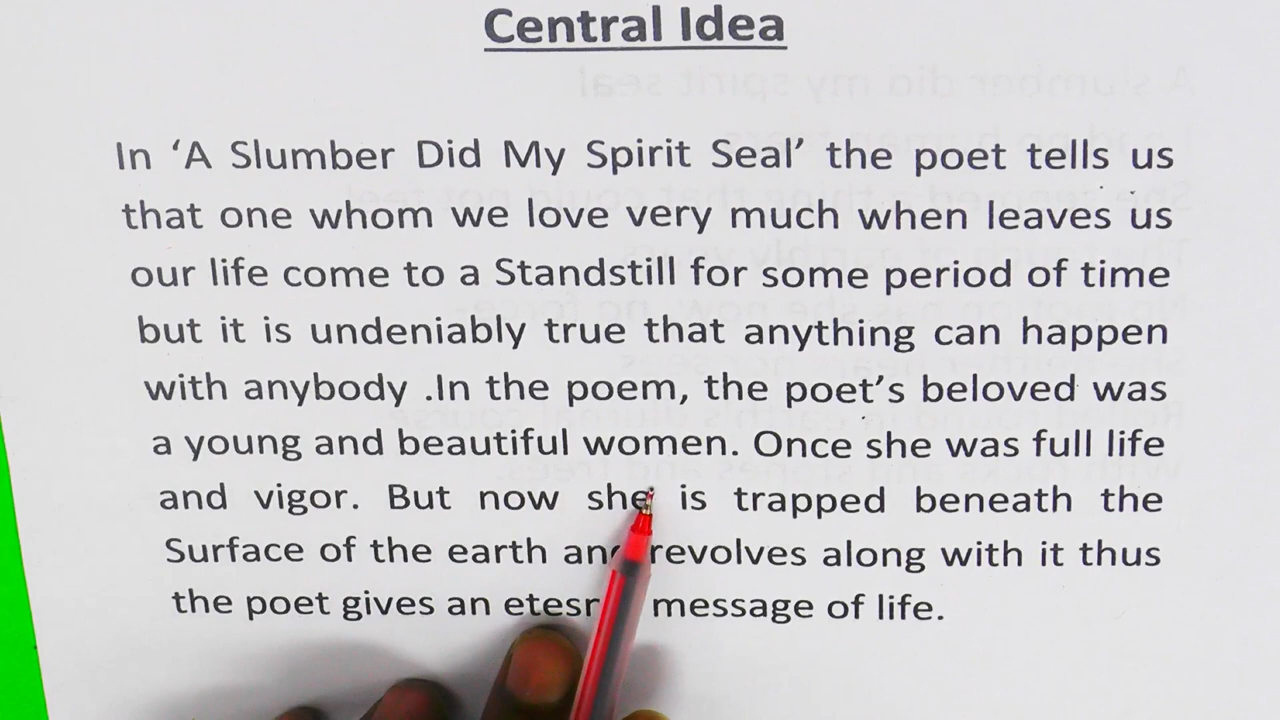 Central Idea
In ‘A Slumber Did My Spirit Seal’ the poet tells us
that one whom we love very much when leaves us
our life come to a Standstill for some period of time
but it is undeniably true that anything can happen
with anybody .In the poem, the poet’s beloved was
a young and beautiful women. Once she was full life
and vigor. But now she is trapped beneath the
Surface of the earth and revolves along with it thus
the poet gives an message of life.